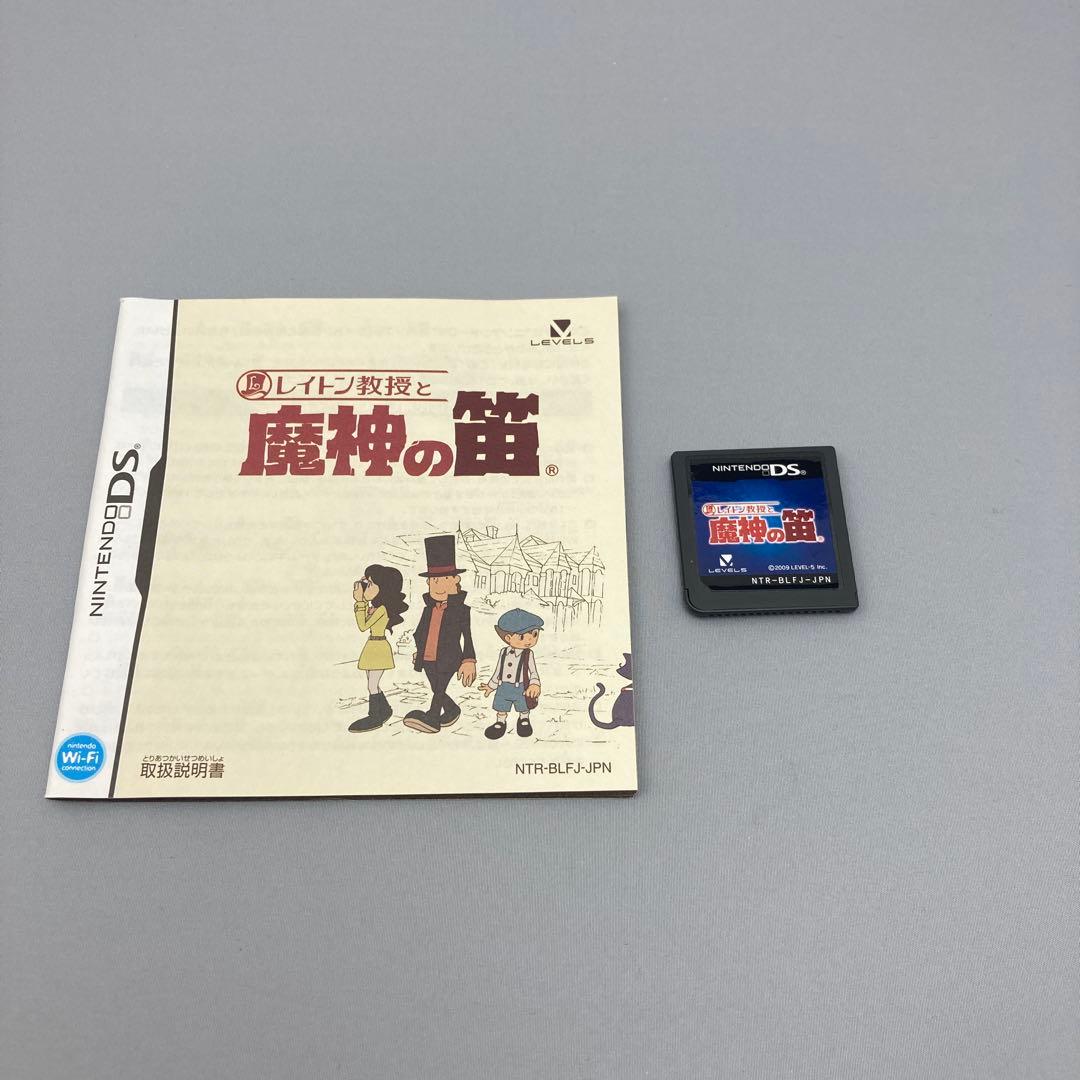 LEVEL5
レイトン教授と
魔神の笛®
NINTENDO DS®
nintendo
Wi-Fi
connection
とりあつかいせつめいしょ
取扱説明書
NTR-BLFJ-JPN
NINTENDO DS®
レイトン教授と
魔神の笛®
LEVEL5
©2009 LEVEL-5 Inc.
NTR-BLFJ-JPN